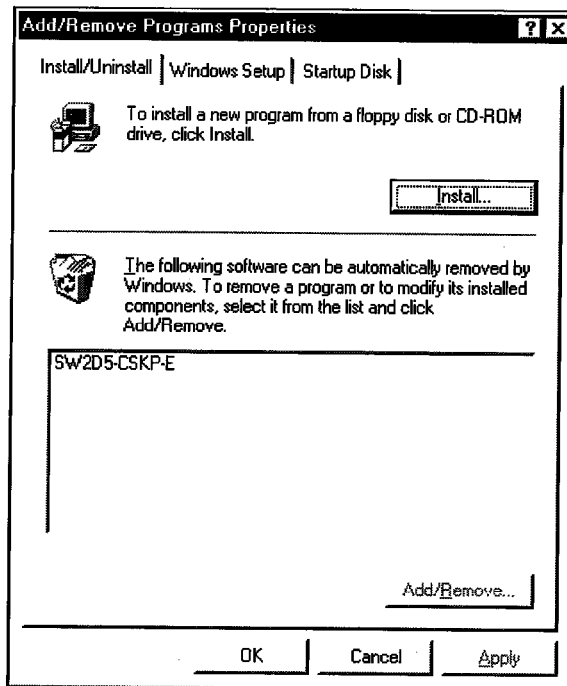 Add/Remove Programs Properties
Install/Uninstall
Windows Setup
Startup Disk
To install a new program from a floppy disk or CD-ROM
drive, click Install.
Install...
The following software can be automatically removed by
Windows. To remove a program or to modify its installed
components, select it from the list and click
Add/Remove.
SW2D5-CSKP-E
Add/Remove...
OK
Cancel
Apply